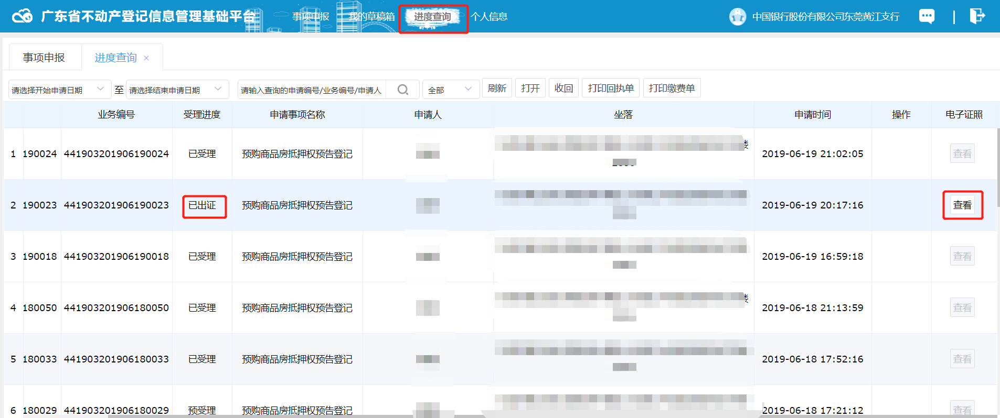 广东省不动产登记信息管理基础平台 事项申报 我的草稿箱 进度查询 个人信息 中国银行股份有限公司东莞黄江支行
事项申报 进度查询 ×
请选择开始申请日期 至 请选择结束申请日期 请输入查询的申请编号/业务编号/申请人 全部 刷新 打开 收回 打印回执单 打印缴费单
业务编号 受理进度 申请事项名称 申请人 坐落 申请时间 操作 电子证照
1 190024 441903201906190024 已受理 预购商品房抵押权预告登记 2019-06-19 21:02:05 查看
2 190023 441903201906190023 已出证 预购商品房抵押权预告登记 2019-06-19 20:17:16 查看
3 190018 441903201906190018 已受理 预购商品房抵押权预告登记 2019-06-19 16:59:18 查看
4 180050 441903201906180050 已受理 预购商品房抵押权预告登记 2019-06-18 21:13:59 查看
5 180033 441903201906180033 已受理 预购商品房抵押权预告登记 2019-06-18 17:52:16 查看
6 180029 441903201906180029 预受理 预购商品房抵押权预告登记 2019-06-18 17:21:12 查看